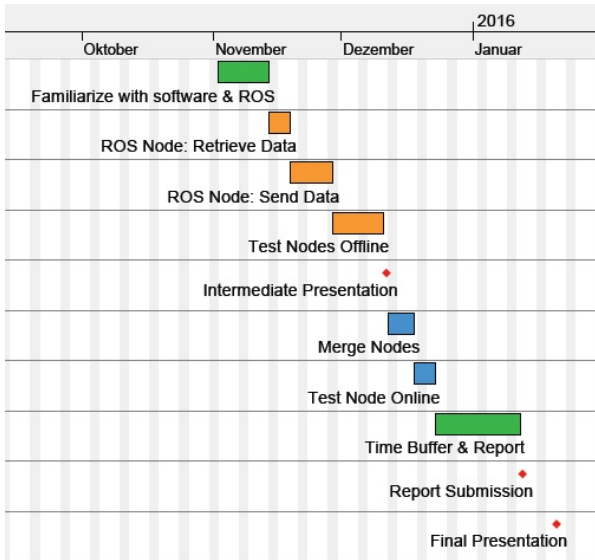 2016
Oktober November Dezember Januar
Familiarize with software & ROS
ROS Node: Retrieve Data
ROS Node: Send Data
Test Nodes Offline
Intermediate Presentation
Merge Nodes
Test Node Online
Time Buffer & Report
Report Submission
Final Presentation